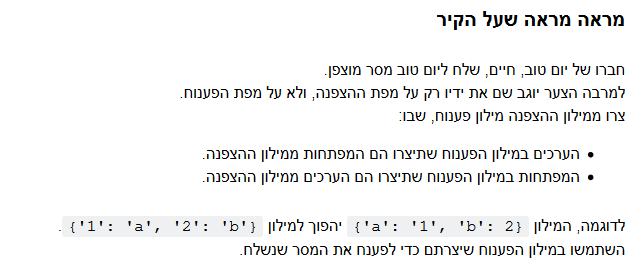 מראה מראה שעל הקיר
חברו של יום טוב, חיים, שלח ליום טוב מסר מוצפן.
למרבה הצער יוגב שם את ידיו רק על מפת ההצפנה, ולא על מפת הפענוח.
צרו ממילון ההצפנה מילון פענוח, שבו:
• הערכים במילון הפענוח שתיצרו הם המפתחות ממילון ההצפנה.
• המפתחות במילון הפענוח שתיצרו הם הערכים ממילון ההצפנה.
לדוגמה, המילון {'a': '1', 'b': 2} יהפוך למילון {'1': 'a', '2': 'b'}.
השתמשו במילון הפענוח שיצרתם כדי לפענח את המסר שנשלח.